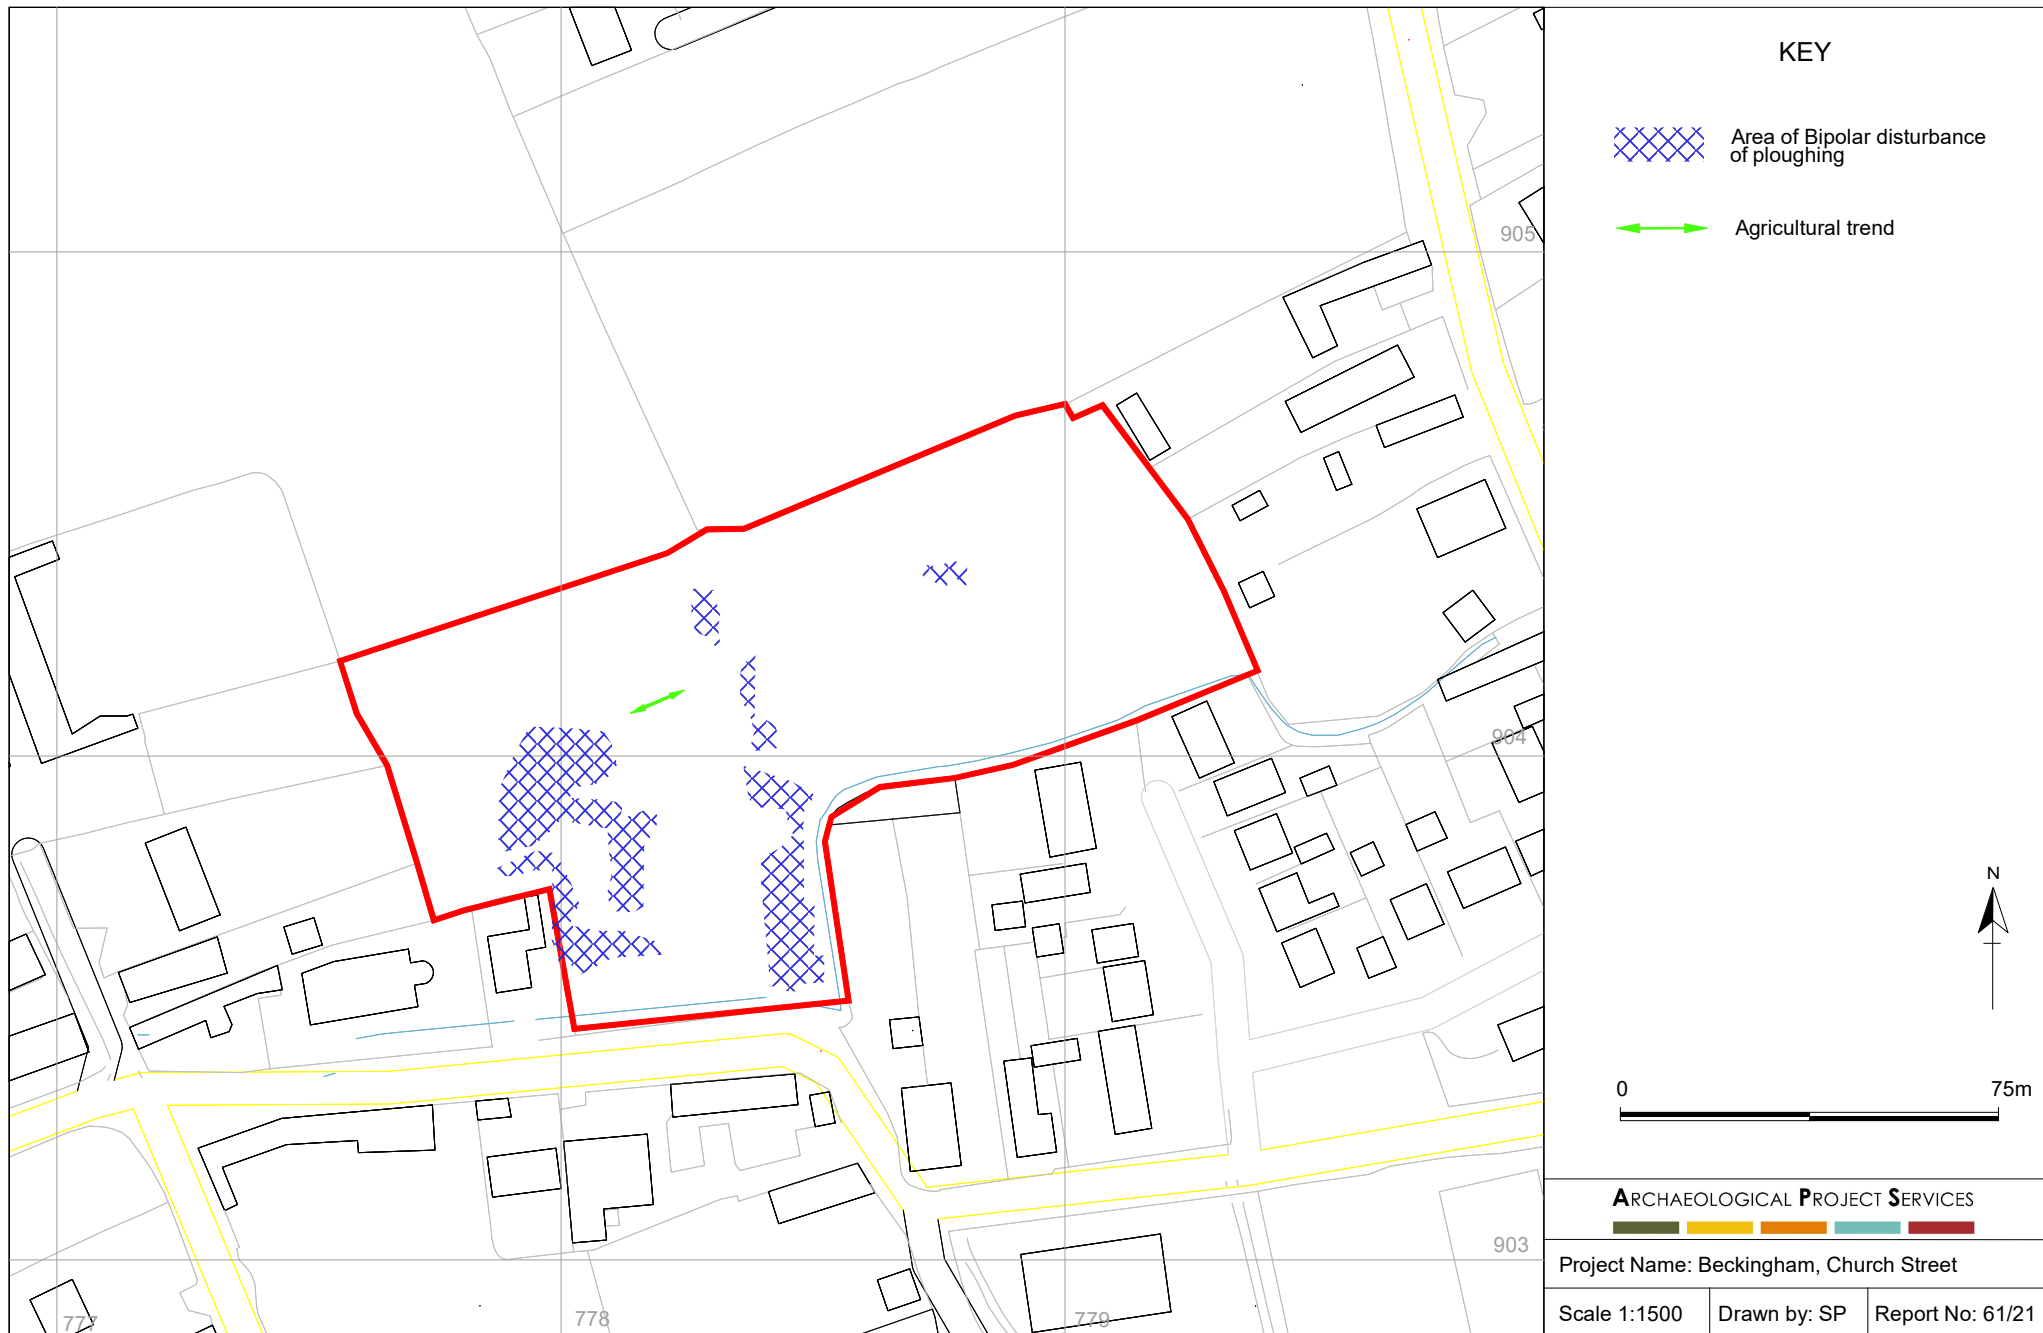 KEY
Area of Bipolar disturbance
of ploughing
Agricultural trend
905
904
903
777
778
779
N
0 75m
ARCHAEOLOGICAL PROJECT SERVICES
Project Name: Beckingham, Church Street
Scale 1:1500
Drawn by: SP
Report No: 61/21